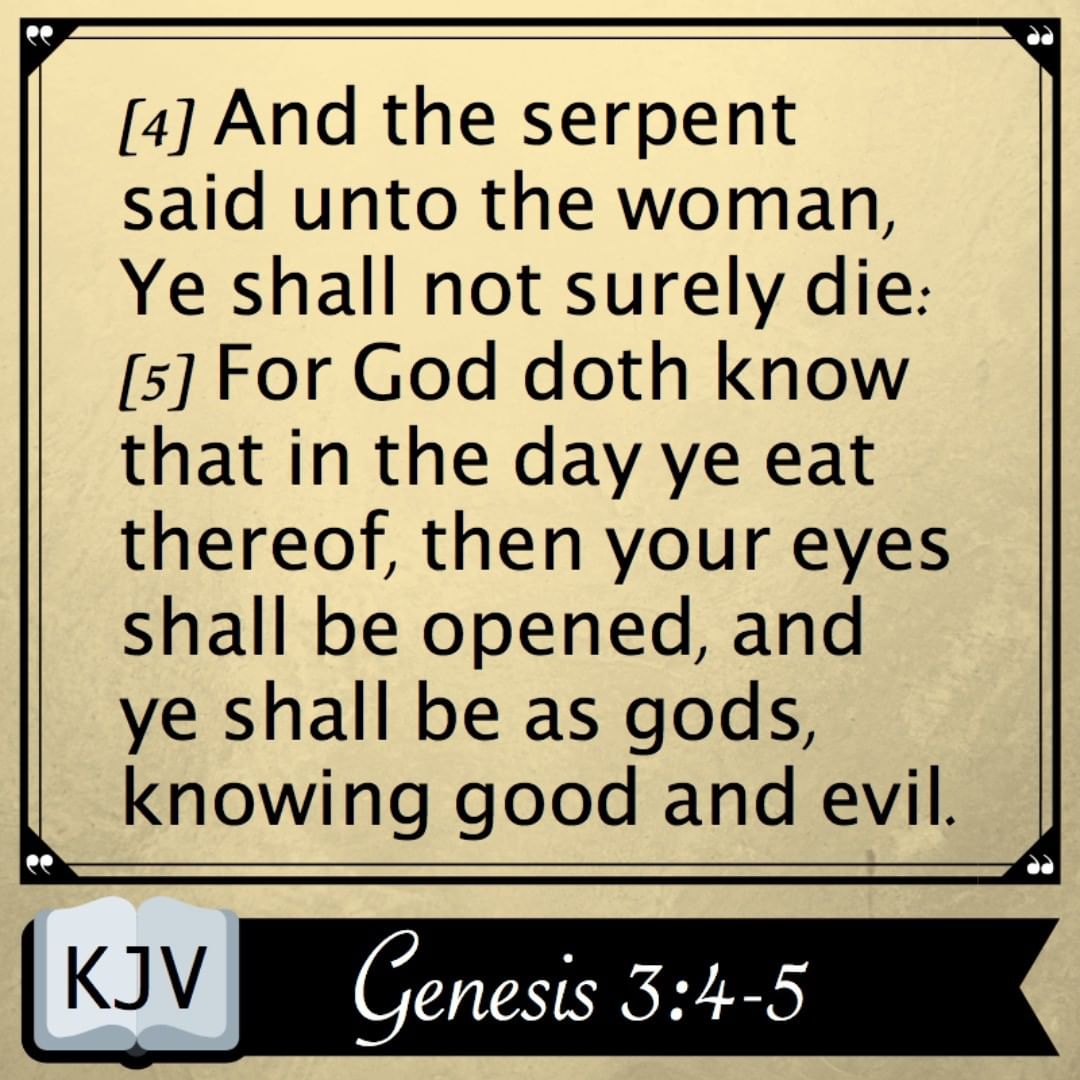 [4] And the serpent
said unto the woman,
Ye shall not surely die:
[5] For God doth know
that in the day ye eat
thereof, then your eyes
shall be opened, and
ye shall be as gods,
knowing good and evil.
KJV
Genesis 3:4-5